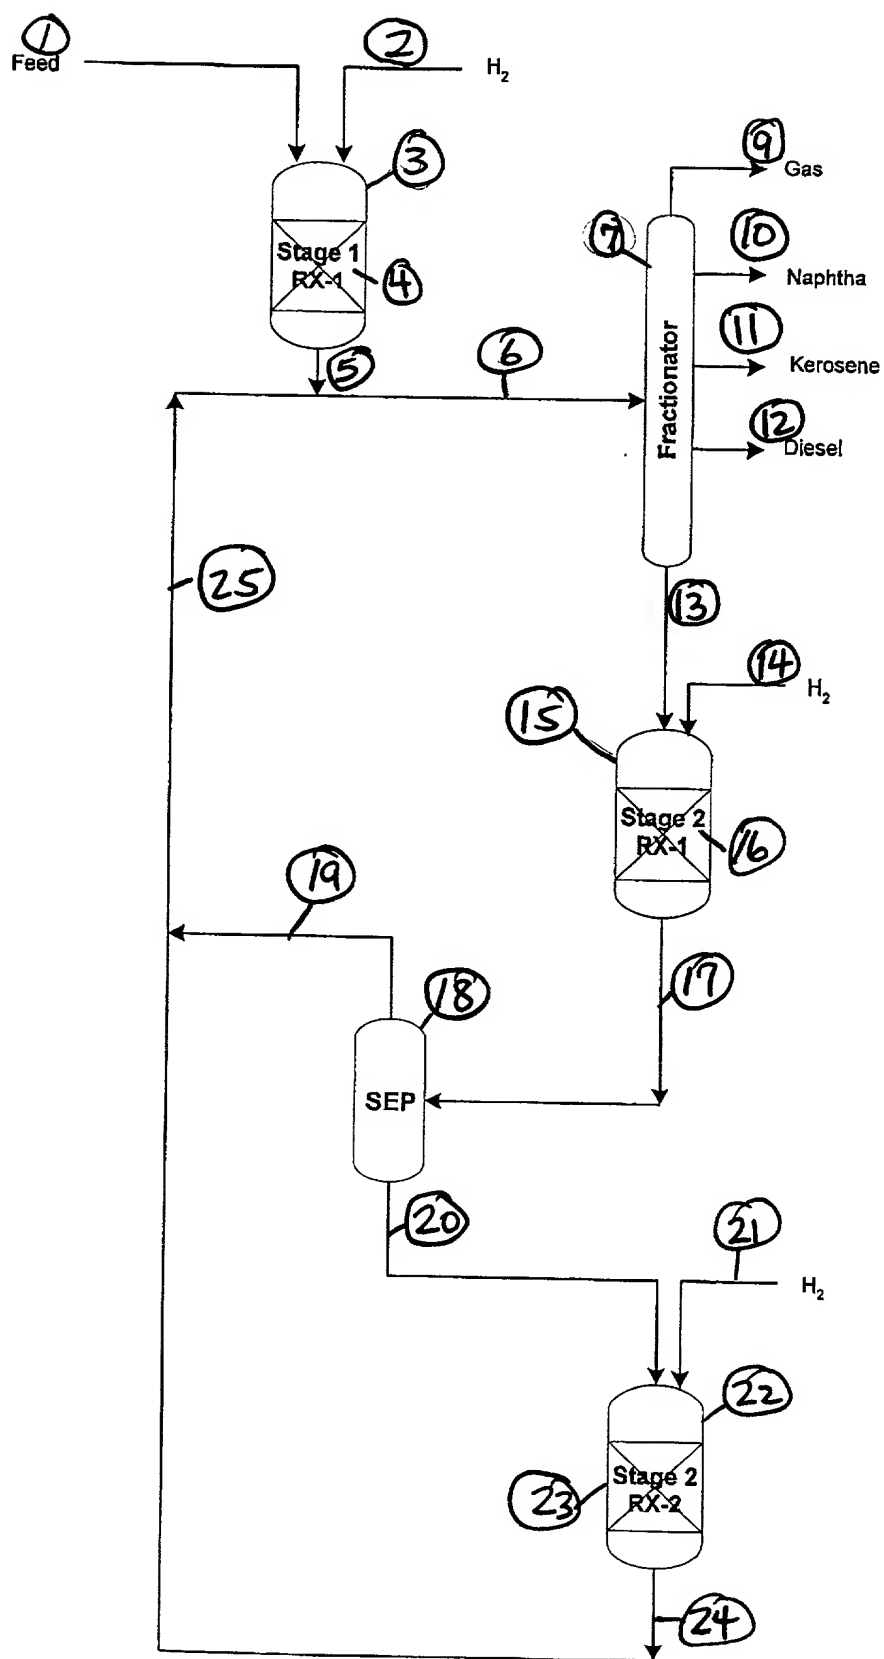 1
Feed
2
H2
3
Stage 1
RX-1
4
5
6
7
Fractionator
9
Gas
10
Naphtha
11
Kerosene
12
Diesel
13
14
H2
15
Stage 2
RX-1
16
17
18
SEP
19
20
21
H2
22
Stage 2
RX-2
23
24
25